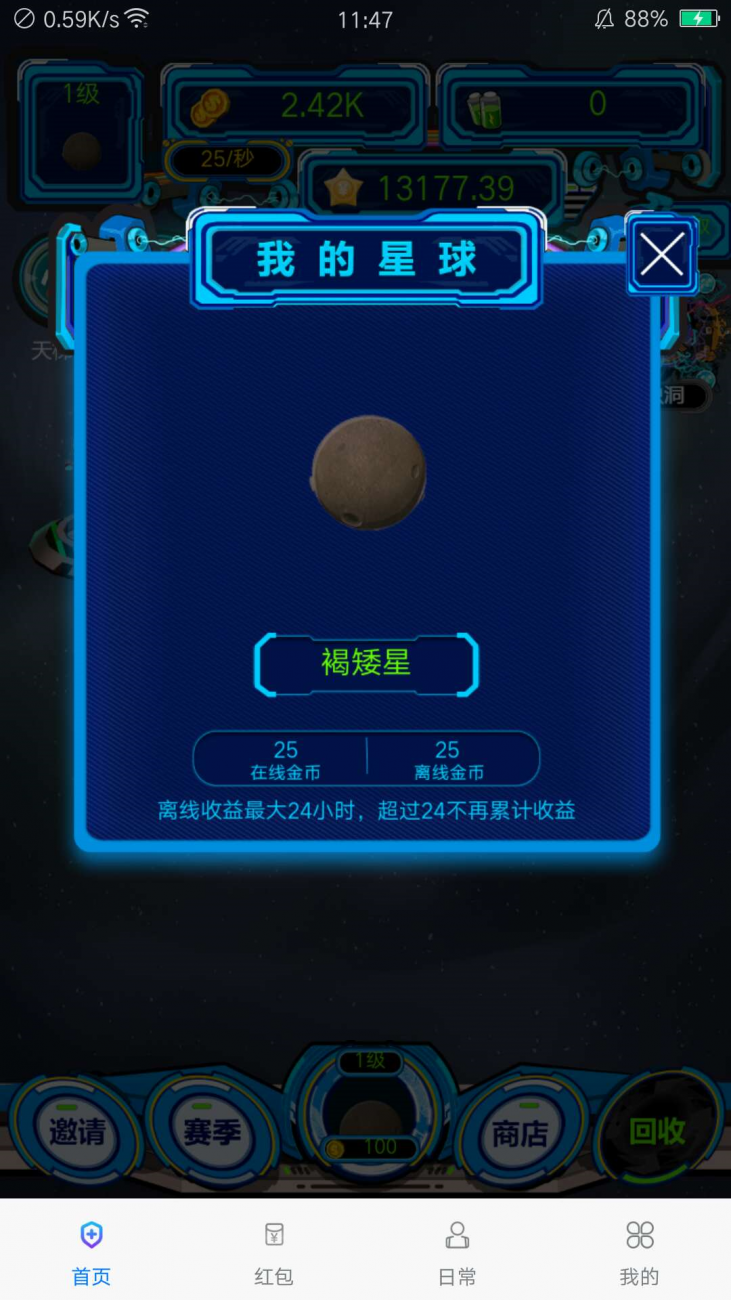 0.59K/s
11:47
88%
1级
2.42K
0
25/秒
13177.39
我的星球
天
洞
褐矮星
25
在线金币
25
离线金币
离线收益最大24小时，超过24不再累计收益
1级
100
邀请
赛季
商店
回收
首页
红包
日常
我的